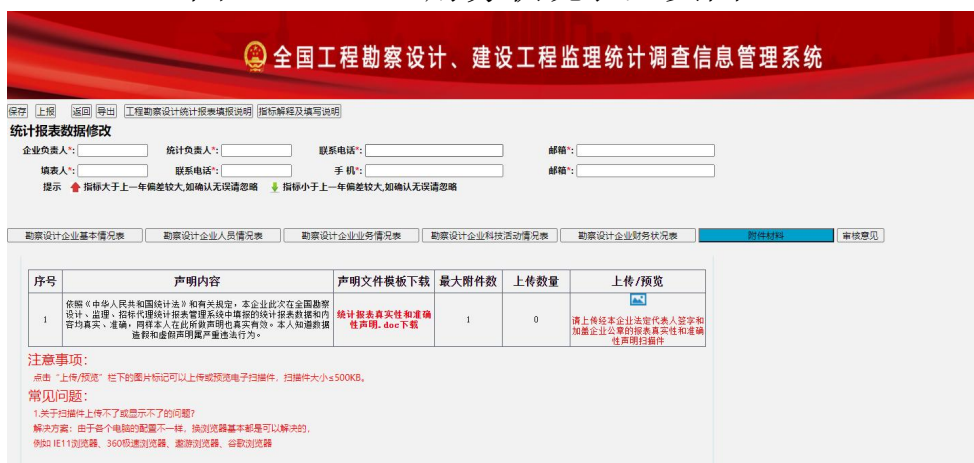 全国工程勘察设计、建设工程监理统计调查信息管理系统
保存 上报 返回 导出 工程勘察设计统计报表填报说明 指标解释及填写说明
统计报表数据修改
企业负责人*: 统计负责人*: 联系电话*: 邮箱*:
填表人*: 联系电话*: 手 机*: 邮箱*:
提示 指标大于上一年偏差较大,如确认无误请忽略 指标小于上一年偏差较大,如确认无误请忽略
勘察设计企业基本情况表 勘察设计企业人员情况表 勘察设计企业业务情况表 勘察设计企业科技活动情况表 勘察设计企业财务状况表 附件材料 审核意见
序号 声明内容 声明文件模板下载 最大附件数 上传数量 上传/预览
1
依照《中华人民共和国统计法》和有关规定，本企业此次在全国勘察
设计、监理、招标代理统计报表管理系统中填报的统计报表数据和内
容均真实、准确，同样本人在此所做声明也真实有效。本人知道数据
造假和虚假声明属严重违法行为。
统计报表真实性和准确
性声明.doc下载
1
0
请上传经本企业法定代表人签字和
加盖企业公章的报表真实性和准确
性声明扫描件
注意事项：
点击“上传/预览”栏下的图片标记可以上传或预览电子扫描件，扫描件大小≤500KB。
常见问题：
1.关于扫描件上传不了或显示不了的问题?
解决方案：由于各个电脑的配置不一样，换浏览器基本都是可以解决的，
例如 IE11浏览器、360极速浏览器、遨游浏览器、谷歌浏览器